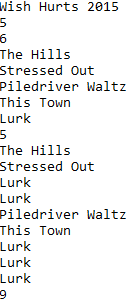 Wish Hurts 2015
5
6
The Hills
Stressed Out
Piledriver Waltz
This Town
Lurk
5
The Hills
Stressed Out
Lurk
Lurk
Piledriver Waltz
This Town
Lurk
Lurk
Lurk
9